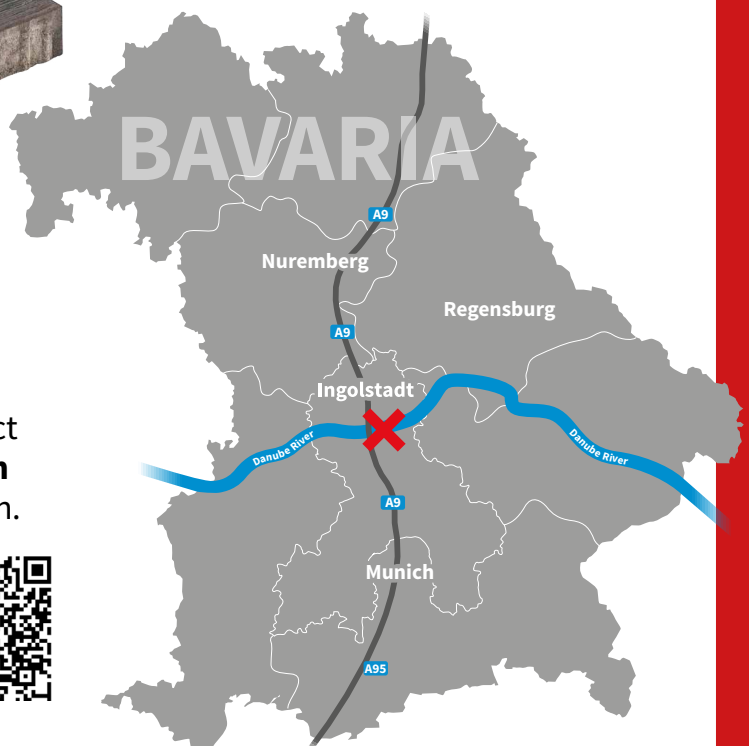 BAVARIA
A9
Nuremberg
Regensburg
A9
Ingolstadt
Danube River
Danube River
A9
Munich
A95